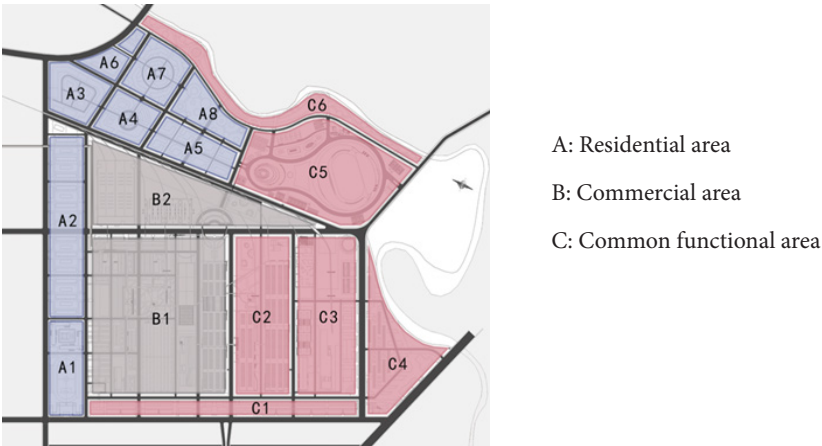 A6
A7
A3
A4
A8
A5
C6
C5
B2
A2
B1
C2
C3
A1
C4
C1
A: Residential area
B: Commercial area
C: Common functional area